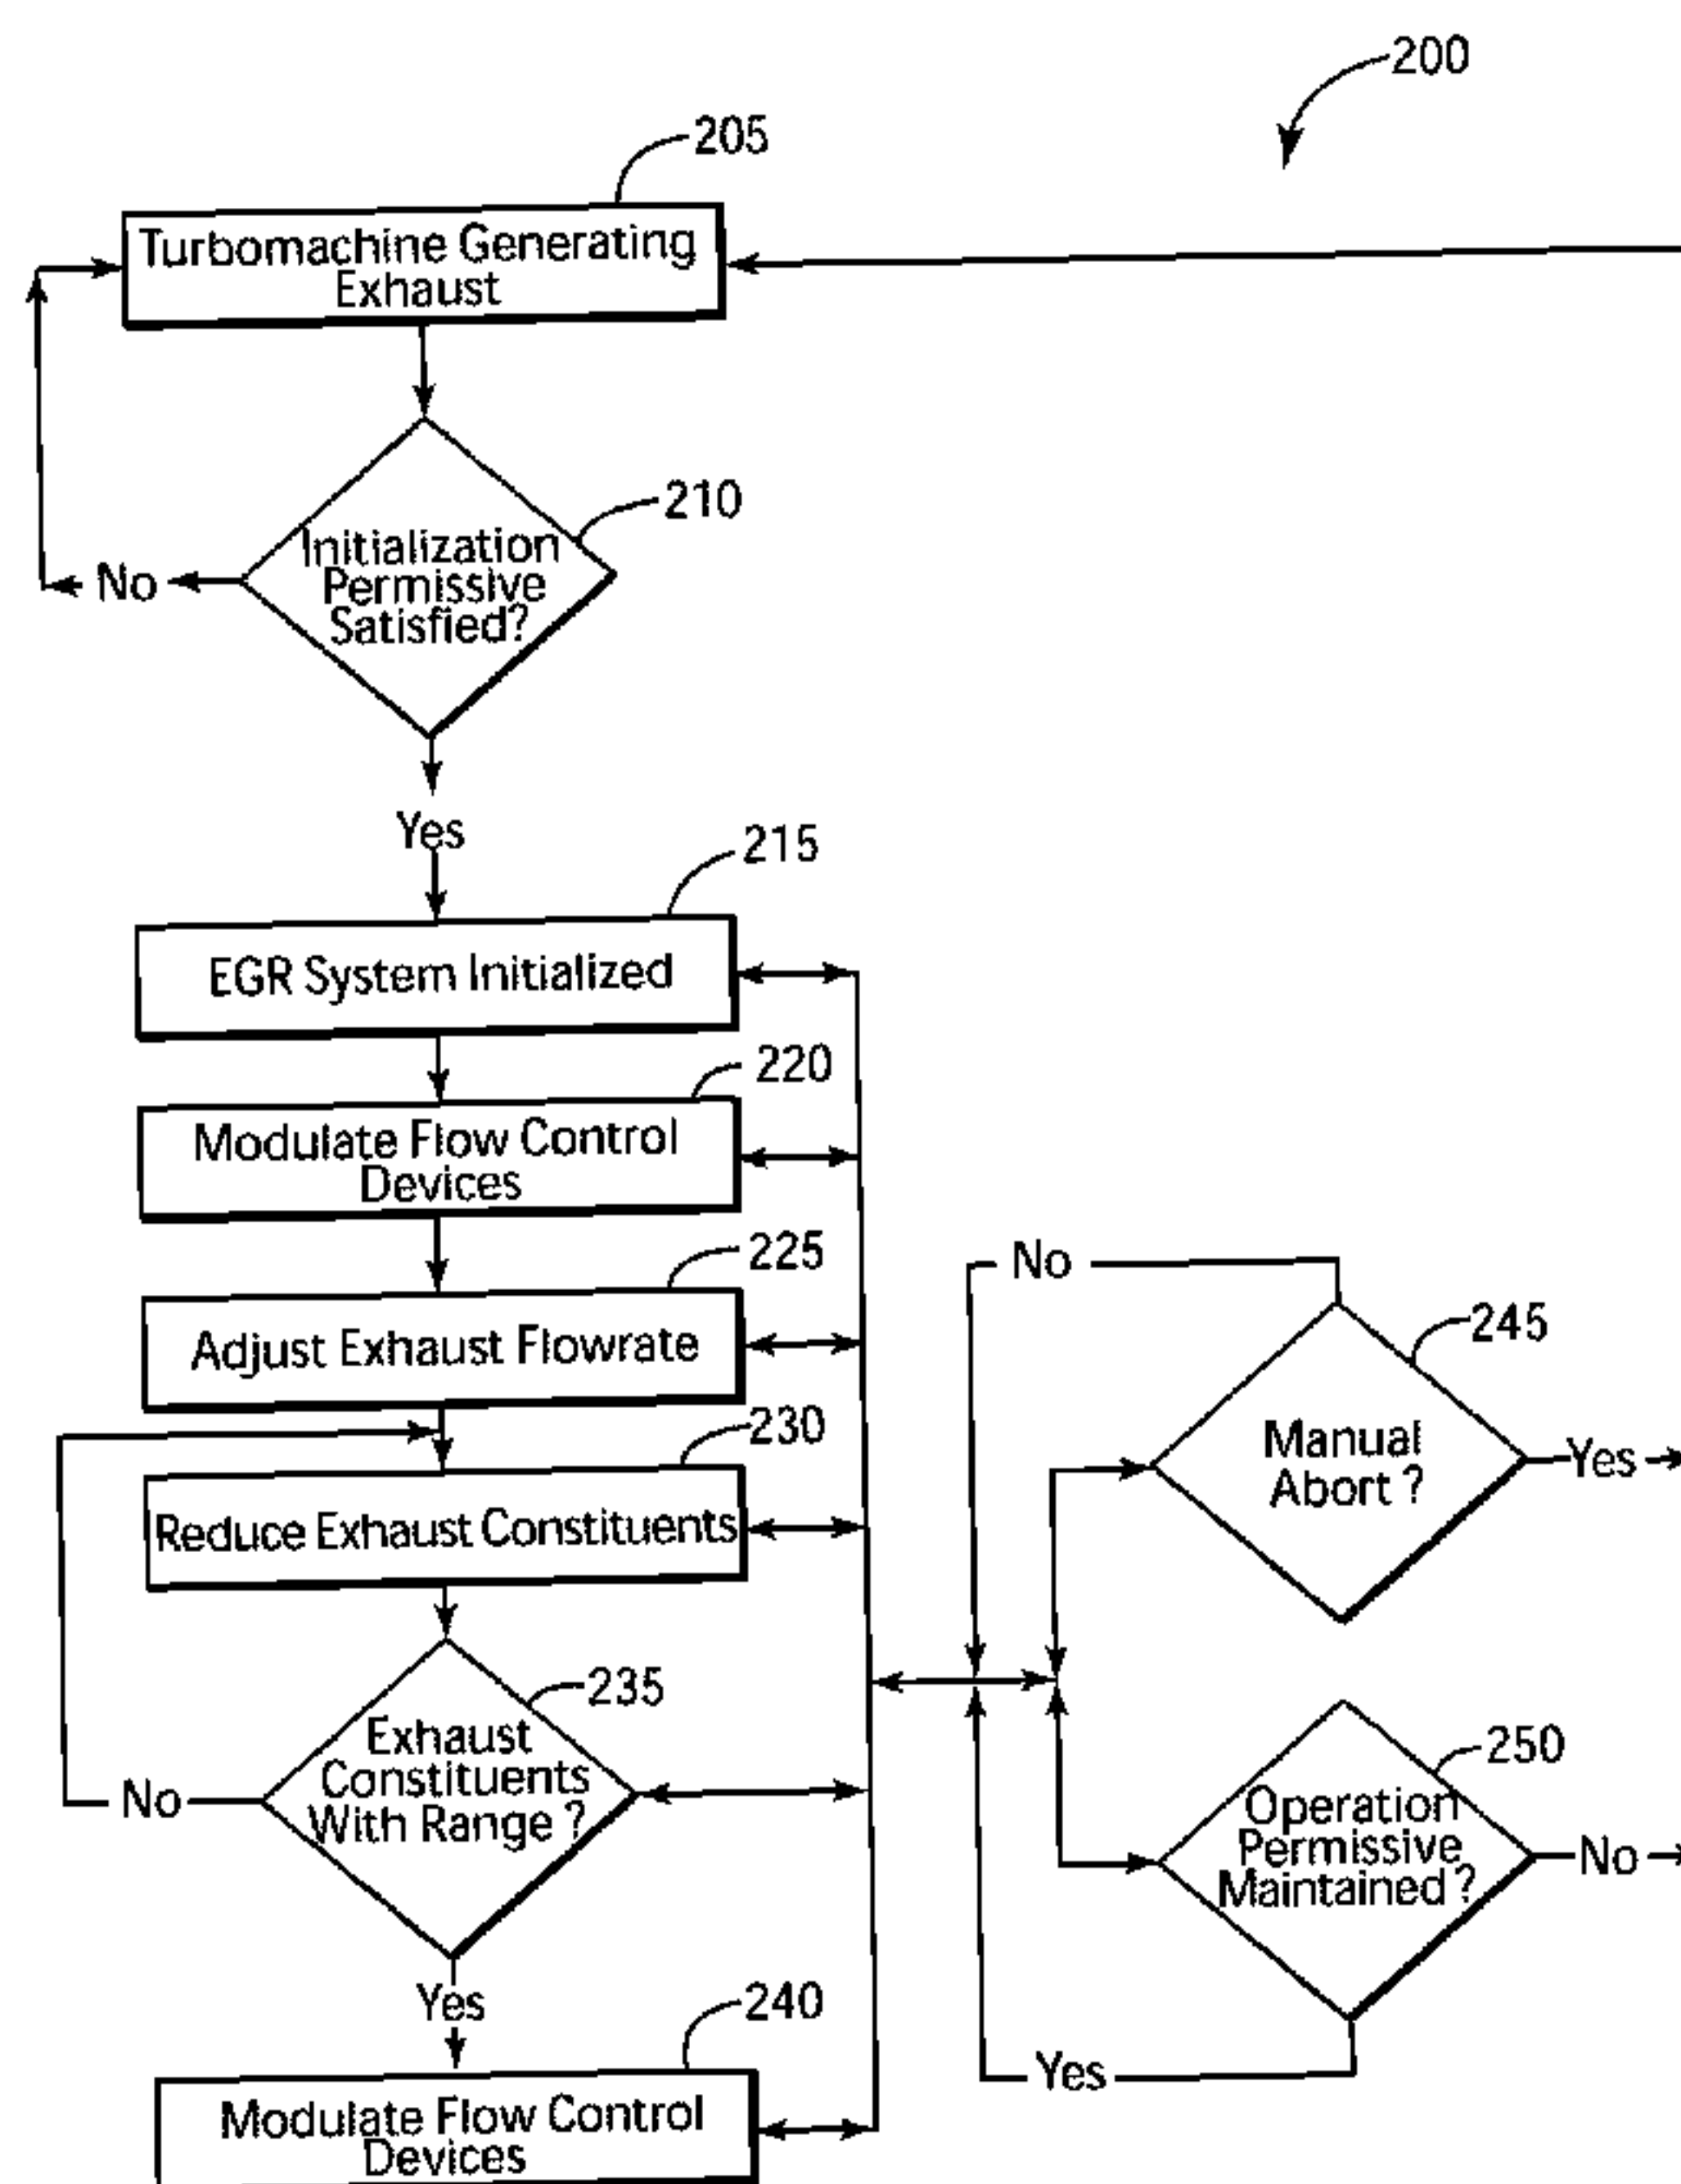 200
205
Turbomachine Generating
Exhaust
210
Initialization
Permissive
Satisfied?
No
Yes
215
EGR System Initialized
220
Modulate Flow Control
Devices
225
Adjust Exhaust Flowrate
230
Reduce Exhaust Constituents
235
Exhaust
Constituents
With Range ?
No
Yes
240
Modulate Flow Control
Devices
No
245
Manual
Abort ?
Yes
250
Operation
Permissive
Maintained ?
No
Yes